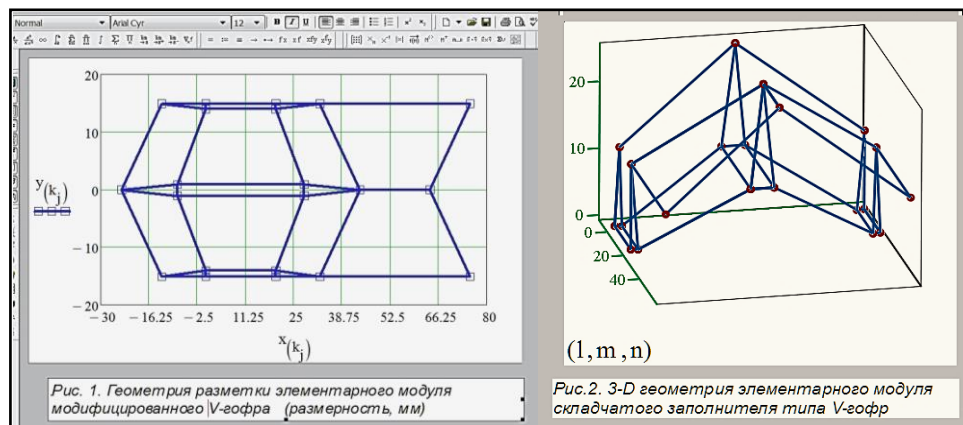 Normal Arial Cyr 12 B I U
20
10
y(kj) 0
−10
−20
−30 −16.25 −2.5 11.25 25 38.75 52.5 66.25 80
x(kj)
Рис. 1. Геометрия разметки элементарного модуля
модифицированного V-гофра (размерность, мм)
20
10
0
0
20
40
(l, m, n)
Рис.2. 3-D геометрия элементарного модуля
складчатого заполнителя типа V-гофр